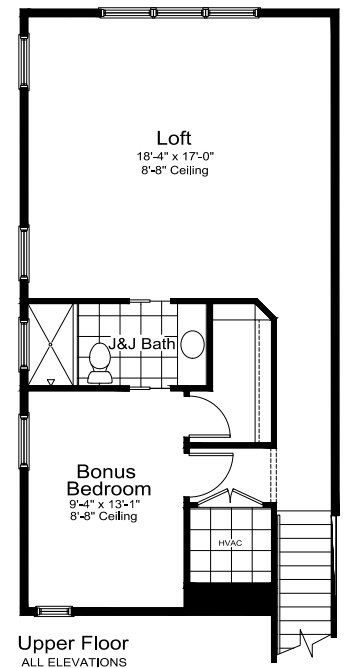 Loft
18'-4" x 17'-0"
8'-8" Ceiling
J&J Bath
Bonus
Bedroom
9'-4" x 13'-1"
8'-8" Ceiling
HVAC
Upper Floor
ALL ELEVATIONS